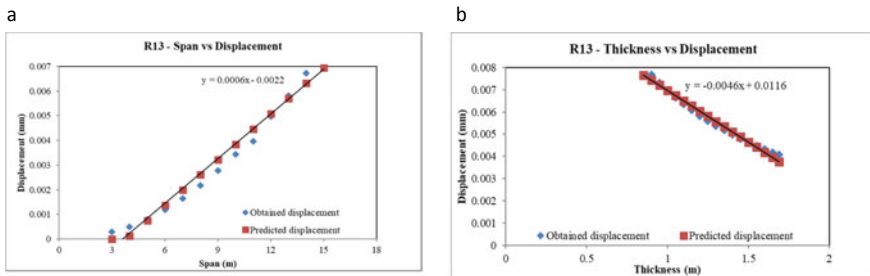 a
R13 - Span vs Displacement
0.007
0.006
0.005
0.004
0.003
0.002
0.001
0
Displacement (mm)
y = 0.0006x - 0.0022
Obtained displacement
Predicted displacement
0 3 6 9 12 15 18
Span (m)
b
R13 - Thickness vs Displacement
0.008
0.007
0.006
0.005
0.004
0.003
0.002
0.001
0
Displacement (mm)
y = -0.0046x + 0.0116
Obtained displacement
Predicted displacement
0 0.5 1 1.5 2
Thickness (m)